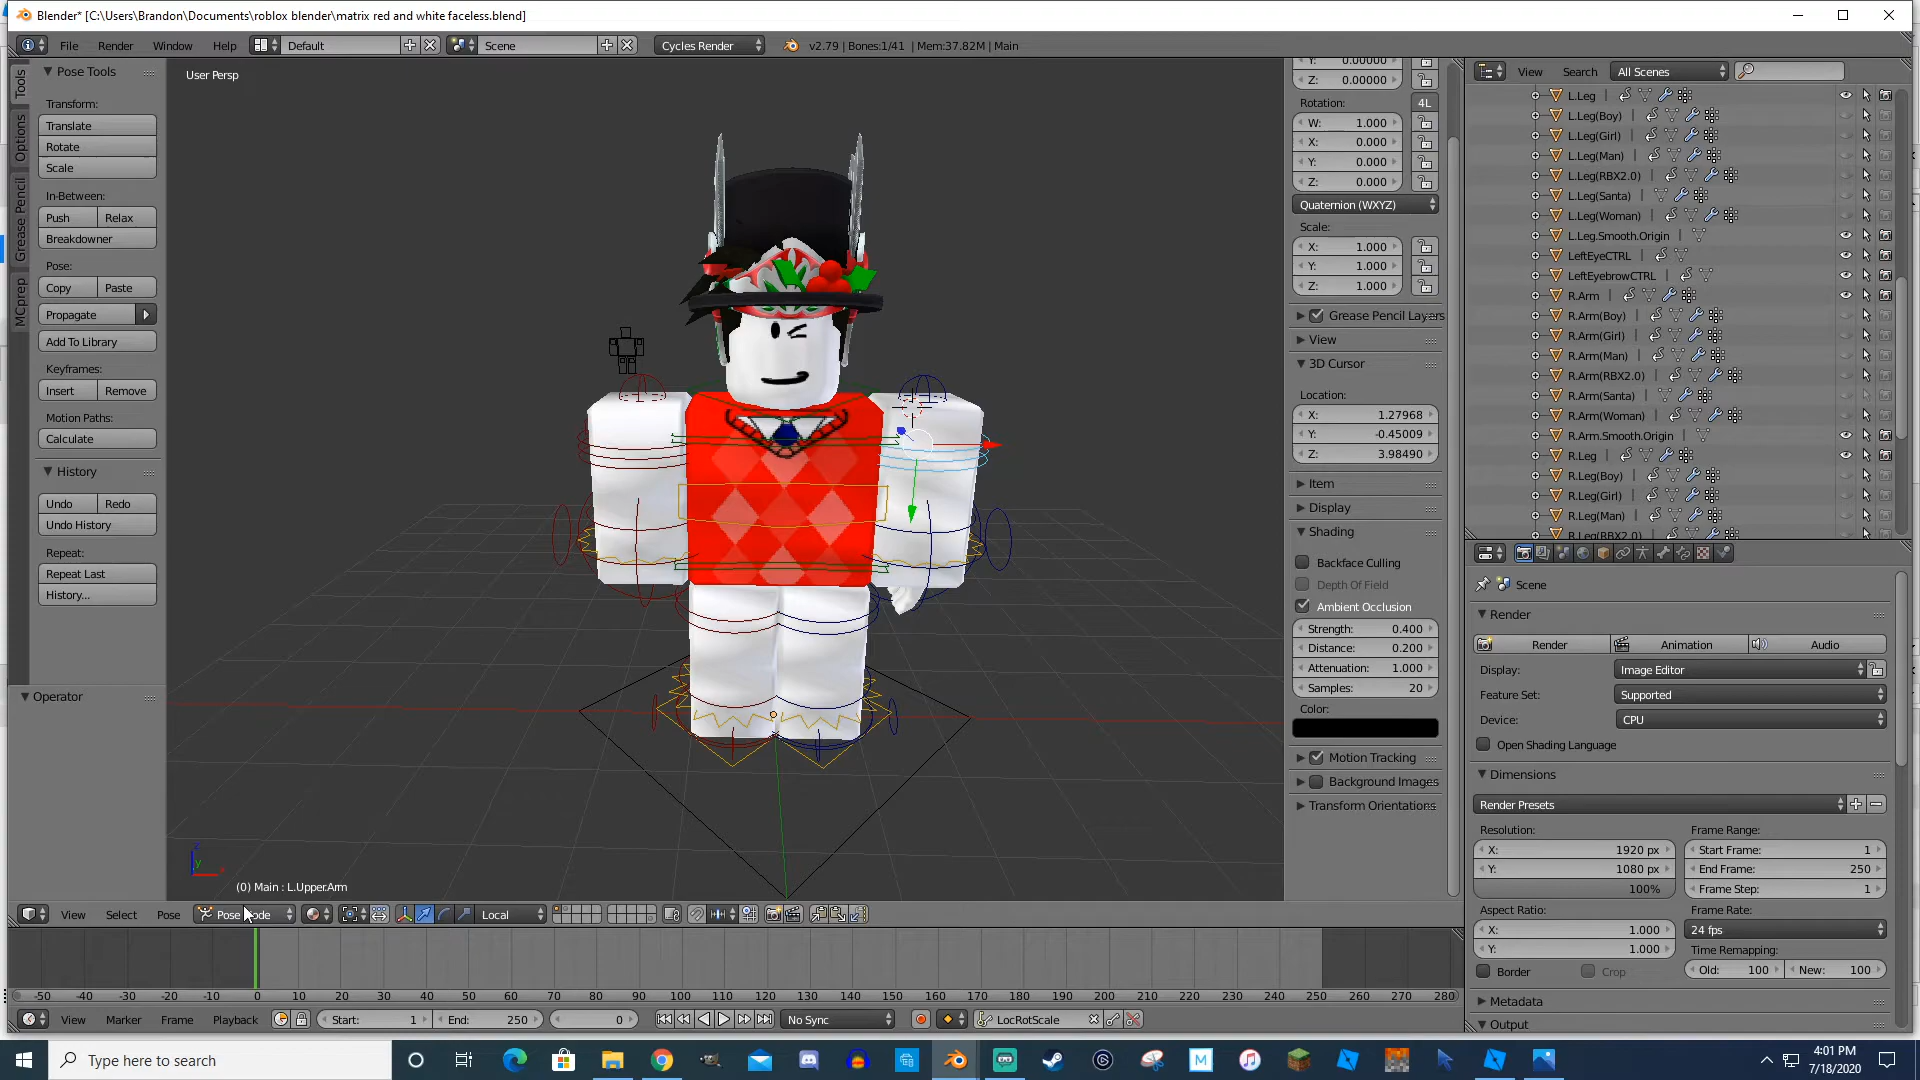 Blender* [C:\Users\Brandon\Documents\roblox blender\matrix red and white faceless.blend]
File Render Window Help Default Scene Cycles Render v2.79 | Bones:1/41 | Mem:37.82M | Main
Tools
Options
Grease Pencil
MCprep
Pose Tools
Transform:
Translate
Rotate
Scale
In-Between:
Push Relax
Breakdowner
Pose:
Copy Paste
Propagate
Add To Library
Keyframes:
Insert Remove
Motion Paths:
Calculate
History
Undo Redo
Undo History
Repeat:
Repeat Last
History...
Operator
User Persp
(0) Main : L.Upper.Arm
Y: 0.00000
Z: 0.00000
Rotation: 4L
W: 1.000
X: 0.000
Y: 0.000
Z: 0.000
Quaternion (WXYZ)
Scale:
X: 1.000
Y: 1.000
Z: 1.000
Grease Pencil Layers
View
3D Cursor
Location:
X: 1.27968
Y: -0.45009
Z: 3.98490
Item
Display
Shading
Backface Culling
Depth Of Field
Ambient Occlusion
Strength: 0.400
Distance: 0.200
Attenuation: 1.000
Samples: 20
Color:
Motion Tracking
Background Images
Transform Orientations
View Search All Scenes
L.Leg
L.Leg(Boy)
L.Leg(Girl)
L.Leg(Man)
L.Leg(RBX2.0)
L.Leg(Santa)
L.Leg(Woman)
L.Leg.Smooth.Origin
LeftEyeCTRL
LeftEyebrowCTRL
R.Arm
R.Arm(Boy)
R.Arm(Girl)
R.Arm(Man)
R.Arm(RBX2.0)
R.Arm(Santa)
R.Arm(Woman)
R.Arm.Smooth.Origin
R.Leg
R.Leg(Boy)
R.Leg(Girl)
R.Leg(Man)
R.Leg(RBX2.0)
Scene
Render
Render Animation Audio
Display: Image Editor
Feature Set: Supported
Device: CPU
Open Shading Language
Dimensions
Render Presets
Resolution: Frame Range:
X: 1920 px Start Frame: 1
Y: 1080 px End Frame: 250
100% Frame Step: 1
Aspect Ratio: Frame Rate:
X: 1.000 24 fps
Y: 1.000 Time Remapping:
Border Crop Old: 100 New: 100
Metadata
Output
View Select Pose Pose Mode Local
-50 -40 -30 -20 -10 0 10 20 30 40 50 60 70 80 90 100 110 120 130 140 150 160 170 180 190 200 210 220 230 240 250 260 270 280
View Marker Frame Playback Start: 1 End: 250 0 No Sync LocRotScale
Type here to search
4:01 PM
7/18/2020